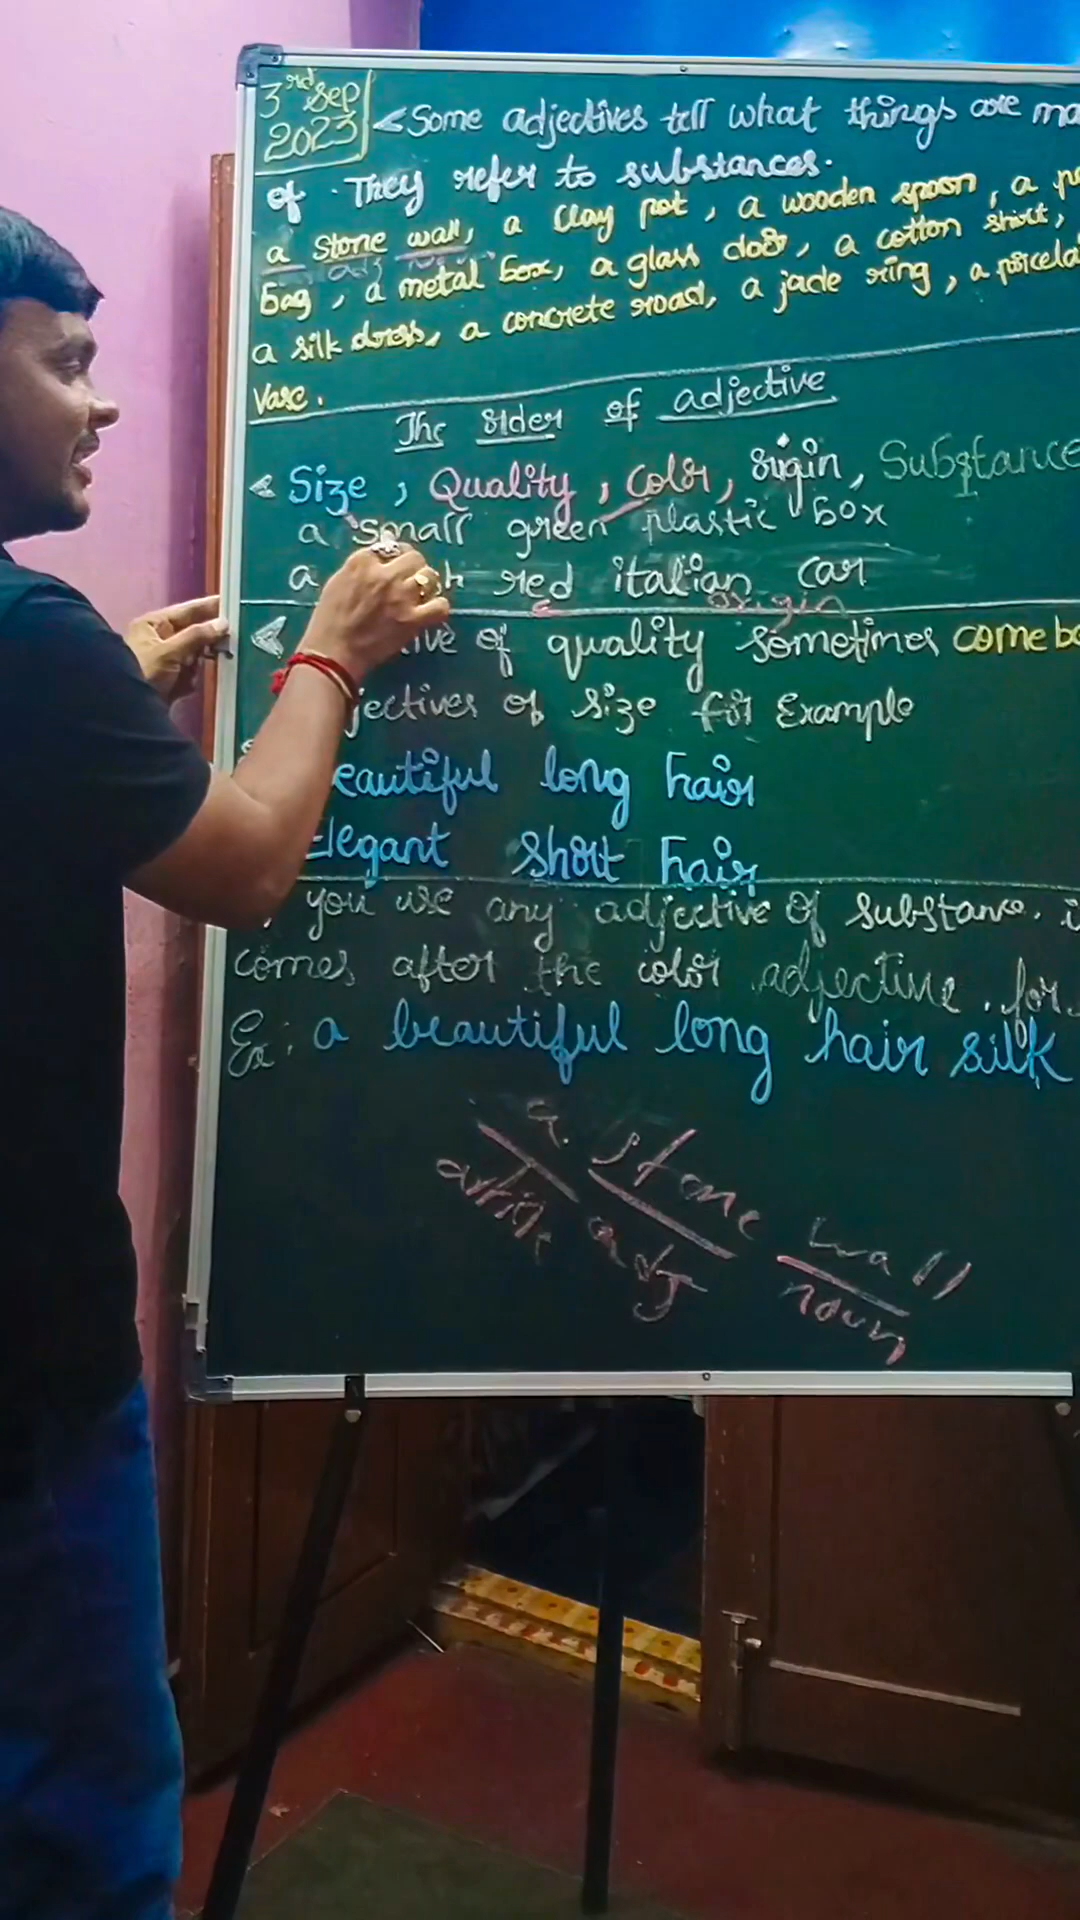 3rd Sep
2023
<Some adjectives tell what things are ma
of. They refer to substances.
a stone wall, a clay pot, a wooden spoon, a p
adj noun
bag, a metal box, a glass door, a cotton shirt,
a silk dress, a concrete road, a jade ring, a porcela
Vase.
The order of adjective
< Size, Quality, color, origin, Substance
a small green plastic box
a red italian car
origin
ive of quality sometimes come be
jectives of size for Example
eautiful long hair
Elegant short hair
you use any adjective of substance. i
comes after the color adjective. for
Ex: a beautiful long hair silk
a stone wall
article adj noun